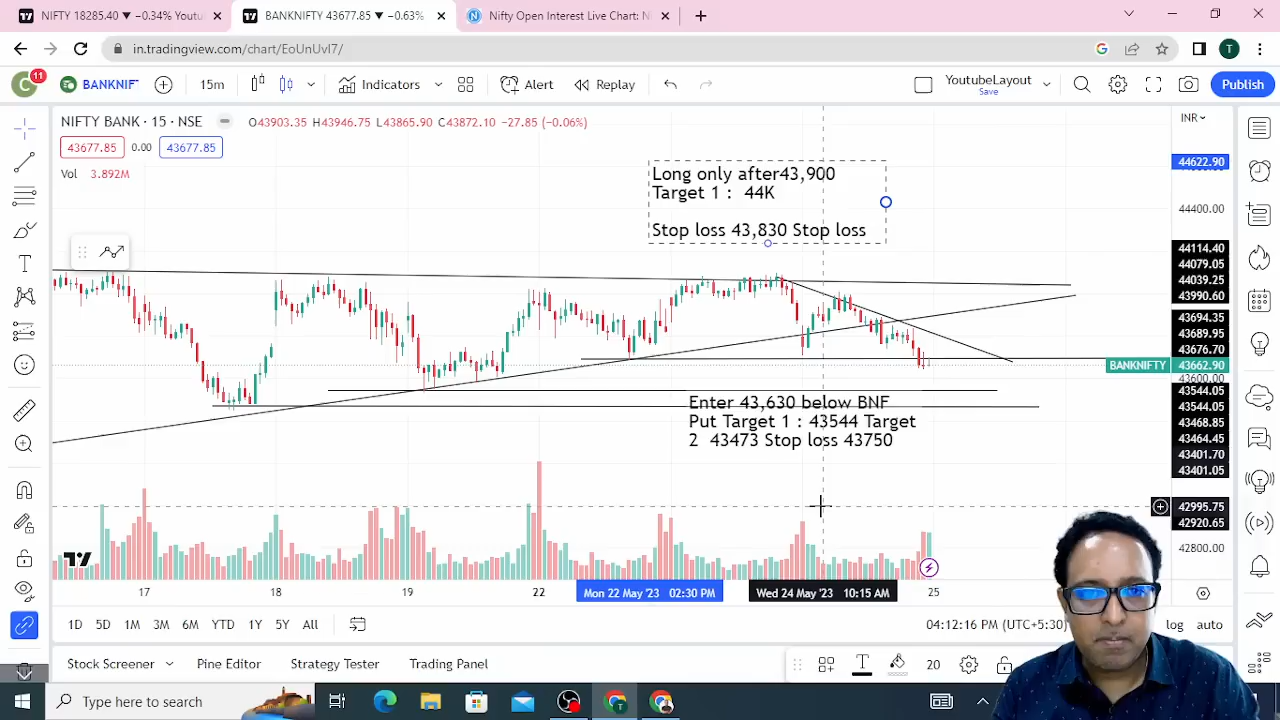 NIFTY 18285.40 ▼ −0.34% Youtu
BANKNIFTY 43677.85 ▼ −0.63%
Nifty Open Interest Live Chart: N
in.tradingview.com/chart/EoUnUvI7/
T
C 11
BANKNIF
15m
Indicators
Alert
Replay
YoutubeLayout
Save
Publish
NIFTY BANK · 15 · NSE
O43903.35 H43946.75 L43865.90 C43872.10 −27.85 (−0.06%)
INR
43677.85 0.00 43677.85
Vol 3.892M
Long only after43,900
Target 1 : 44K
Stop loss 43,830 Stop loss
Enter 43,630 below BNF
Put Target 1 : 43544 Target
2 43473 Stop loss 43750
44622.90
44400.00
44114.40
44079.05
44039.25
43990.60
43694.35
43689.95
43676.70
BANKNIFTY 43662.90
43600.00
43544.05
43544.05
43468.85
43464.45
43401.70
43401.05
42995.75
42920.65
42800.00
17 18 19 22 Mon 22 May '23 02:30 PM Wed 24 May '23 10:15 AM 25
1D 5D 1M 3M 6M YTD 1Y 5Y All
04:12:16 PM (UTC+5:30)
log auto
Stock Screener Pine Editor Strategy Tester Trading Panel
20
Type here to search